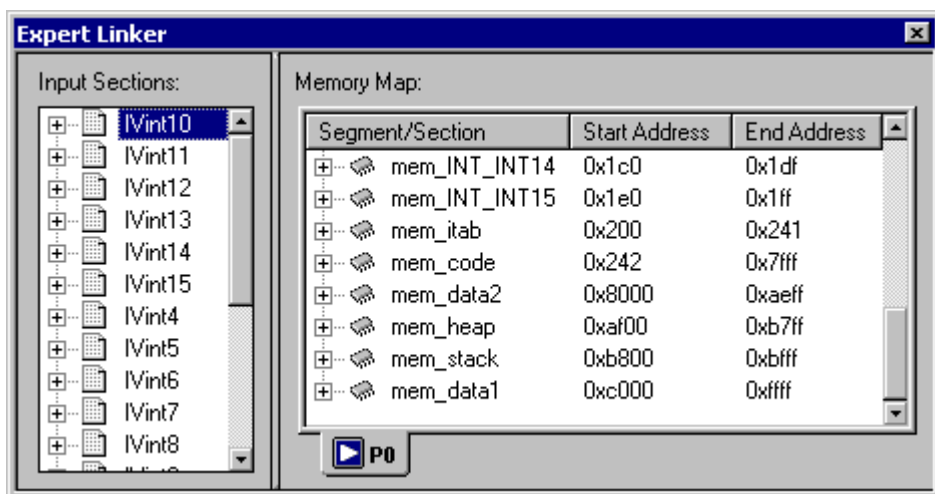 Expert Linker
Input Sections:
IVint10
IVint11
IVint12
IVint13
IVint14
IVint15
IVint4
IVint5
IVint6
IVint7
IVint8
Memory Map:
Segment/Section Start Address End Address
mem_INT_INT14 0x1c0 0x1df
mem_INT_INT15 0x1e0 0x1ff
mem_itab 0x200 0x241
mem_code 0x242 0x7fff
mem_data2 0x8000 0xaeff
mem_heap 0xaf00 0xb7ff
mem_stack 0xb800 0xbfff
mem_data1 0xc000 0xffff
P0